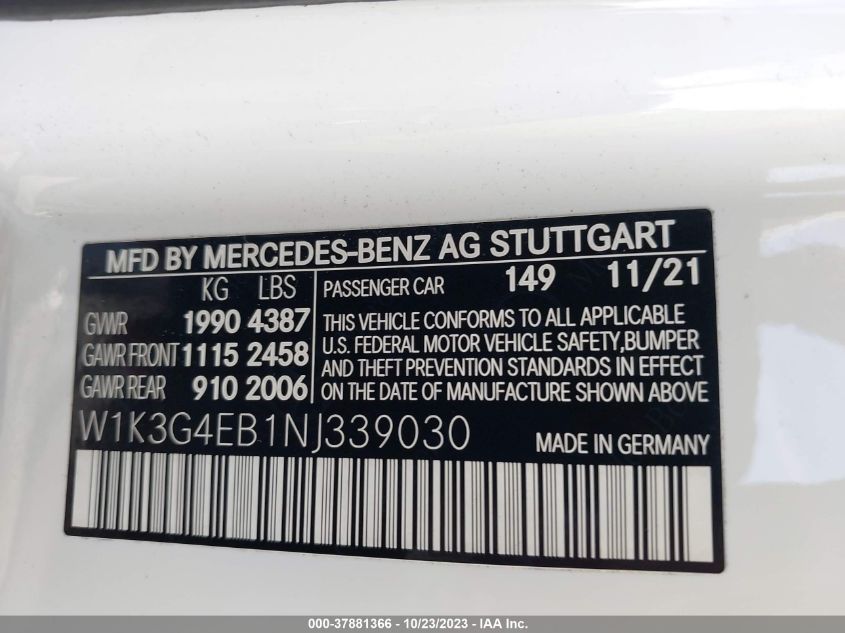 MFD BY MERCEDES-BENZ AG STUTTGART
KG LBS
GVWR 1990 4387
GAWR FRONT 1115 2458
GAWR REAR 910 2006
PASSENGER CAR 149 11/21
THIS VEHICLE CONFORMS TO ALL APPLICABLE
U.S. FEDERAL MOTOR VEHICLE SAFETY,BUMPER
AND THEFT PREVENTION STANDARDS IN EFFECT
ON THE DATE OF MANUFACTURE SHOWN ABOVE
W1K3G4EB1NJ339030
MADE IN GERMANY
000-37881366 - 10/23/2023 - IAA Inc.